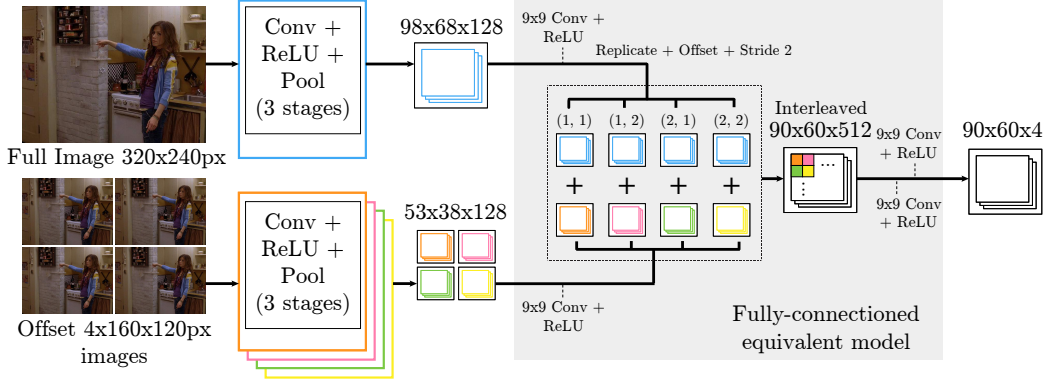 Conv +
ReLU +
Pool
(3 stages)
Full Image 320x240px
98x68x128
9x9 Conv +
ReLU
Replicate + Offset + Stride 2
(1, 1) (1, 2) (2, 1) (2, 2)
+ + + +
Interleaved
90x60x512
...
⋮
9x9 Conv
+ ReLU
9x9 Conv
+ ReLU
90x60x4
Conv +
ReLU +
Pool
(3 stages)
Offset 4x160x120px
images
53x38x128
9x9 Conv +
ReLU
Fully-connectioned
equivalent model